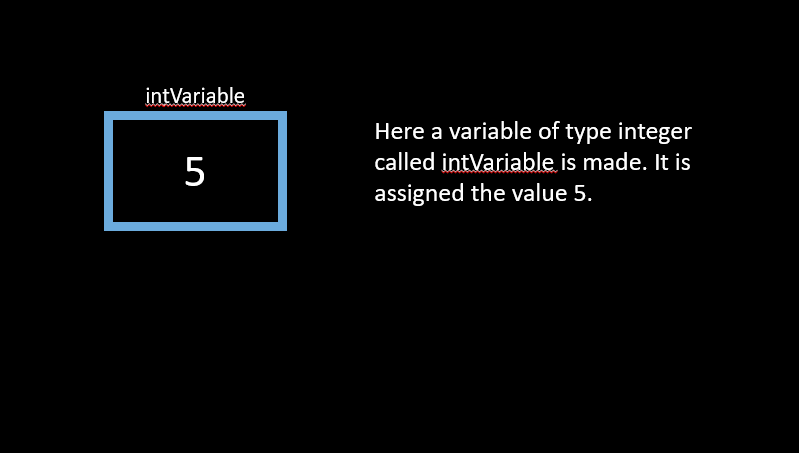 intVariable
5
Here a variable of type integer
called intVariable is made. It is
assigned the value 5.